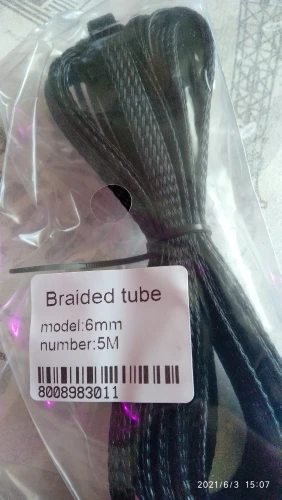 Braided tube
model:6mm
number:5M
8008983011
2021/6/3 15:07